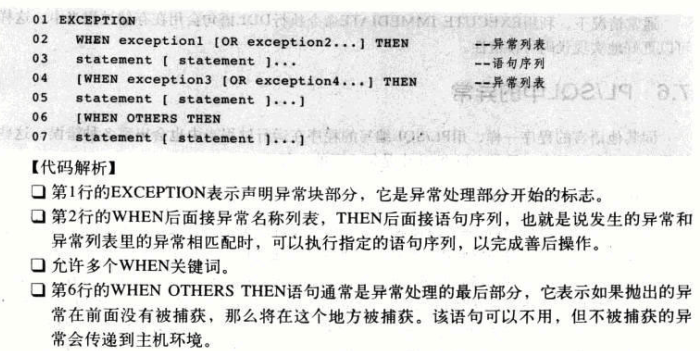 01 EXCEPTION
02 WHEN exception1 [OR exception2...] THEN --异常列表
03 statement [ statement ]... --语句序列
04 [WHEN exception3 [OR exception4...] THEN --异常列表
05 statement [ statement ]...]
06 [WHEN OTHERS THEN
07 statement [ statement ]...]
【代码解析】
❑ 第1行的EXCEPTION表示声明异常块部分，它是异常处理部分开始的标志。
❑ 第2行的WHEN后面接异常名称列表，THEN后面接语句序列，也就是说发生的异常和
异常列表里的异常相匹配时，可以执行指定的语句序列，以完成善后操作。
❑ 允许多个WHEN关键词。
❑ 第6行的WHEN OTHERS THEN语句通常是异常处理的最后部分，它表示如果抛出的异
常在前面没有被捕获，那么将在这个地方被捕获。该语句可以不用，但不被捕获的异
常会传递到主机环境。